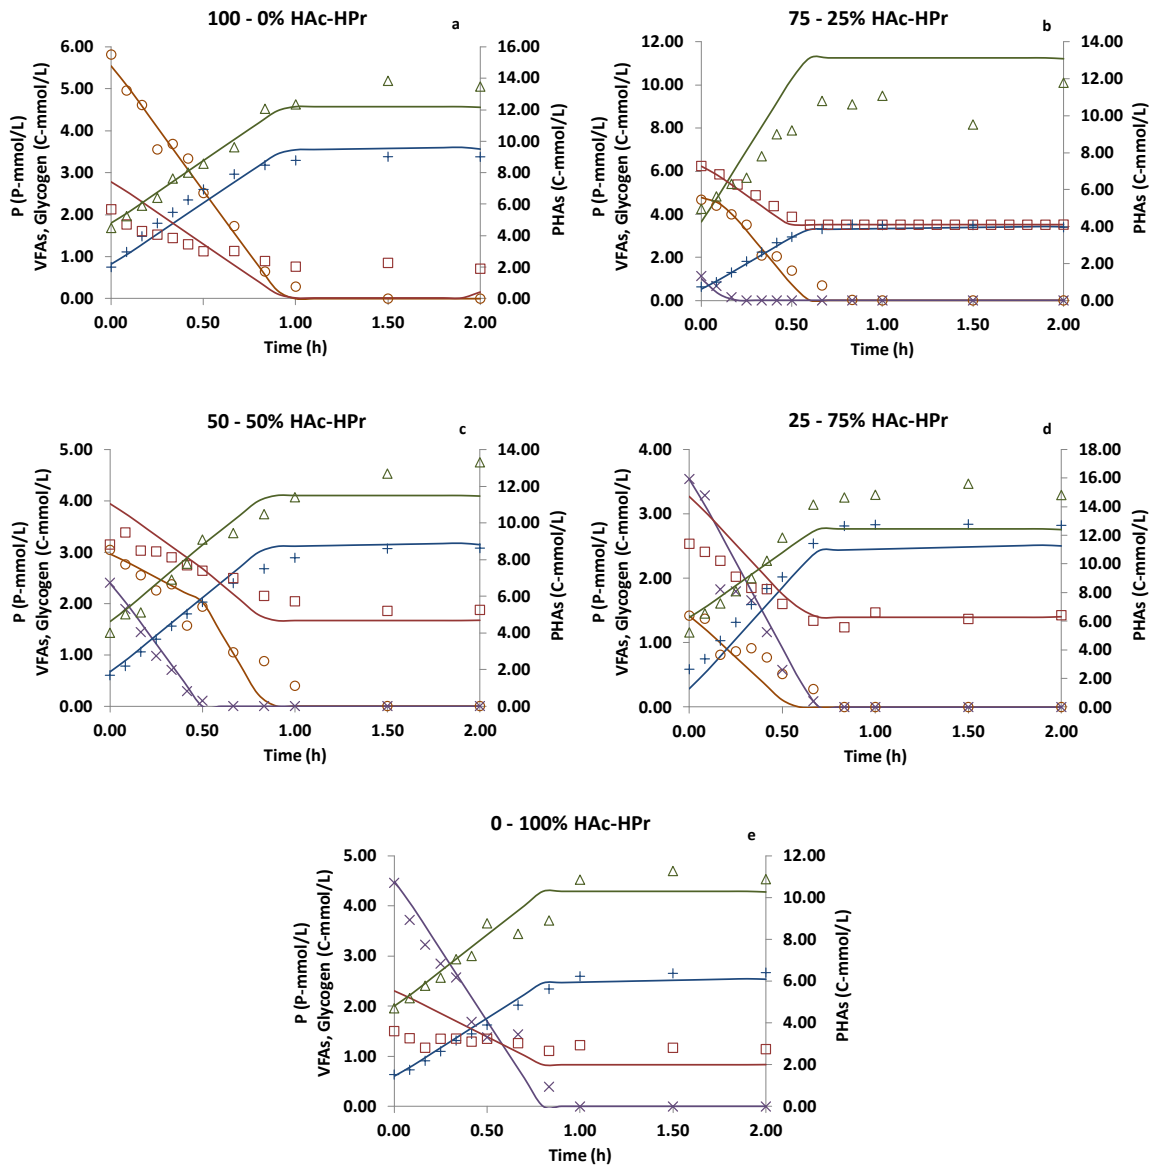 100 - 0% HAc-HPr
a
P (P-mmol/L)
VFAs, Glycogen (C-mmol/L)
6.00
5.00
4.00
3.00
2.00
1.00
0.00
16.00
14.00
12.00
10.00
8.00
6.00
4.00
2.00
0.00
PHAs (C-mmol/L)
0.00 0.50 1.00 1.50 2.00
Time (h)
75 - 25% HAc-HPr
b
P (P-mmol/L)
VFAs, Glycogen (C-mmol/L)
12.00
10.00
8.00
6.00
4.00
2.00
0.00
14.00
12.00
10.00
8.00
6.00
4.00
2.00
0.00
PHAs (C-mmol/L)
0.00 0.50 1.00 1.50 2.00
Time (h)
50 - 50% HAc-HPr
c
P (P-mmol/L)
VFAs, Glycogen (C-mmol/L)
5.00
4.00
3.00
2.00
1.00
0.00
14.00
12.00
10.00
8.00
6.00
4.00
2.00
0.00
PHAs (C-mmol/L)
0.00 0.50 1.00 1.50 2.00
Time (h)
25 - 75% HAc-HPr
d
P (P-mmol/L)
VFAs, Glycogen (C-mmol/L)
4.00
3.00
2.00
1.00
0.00
18.00
16.00
14.00
12.00
10.00
8.00
6.00
4.00
2.00
0.00
PHAs (C-mmol/L)
0.00 0.50 1.00 1.50 2.00
Time (h)
0 - 100% HAc-HPr
e
P (P-mmol/L)
VFAs, Glycogen (C-mmol/L)
5.00
4.00
3.00
2.00
1.00
0.00
12.00
10.00
8.00
6.00
4.00
2.00
0.00
PHAs (C-mmol/L)
0.00 0.50 1.00 1.50 2.00
Time (h)